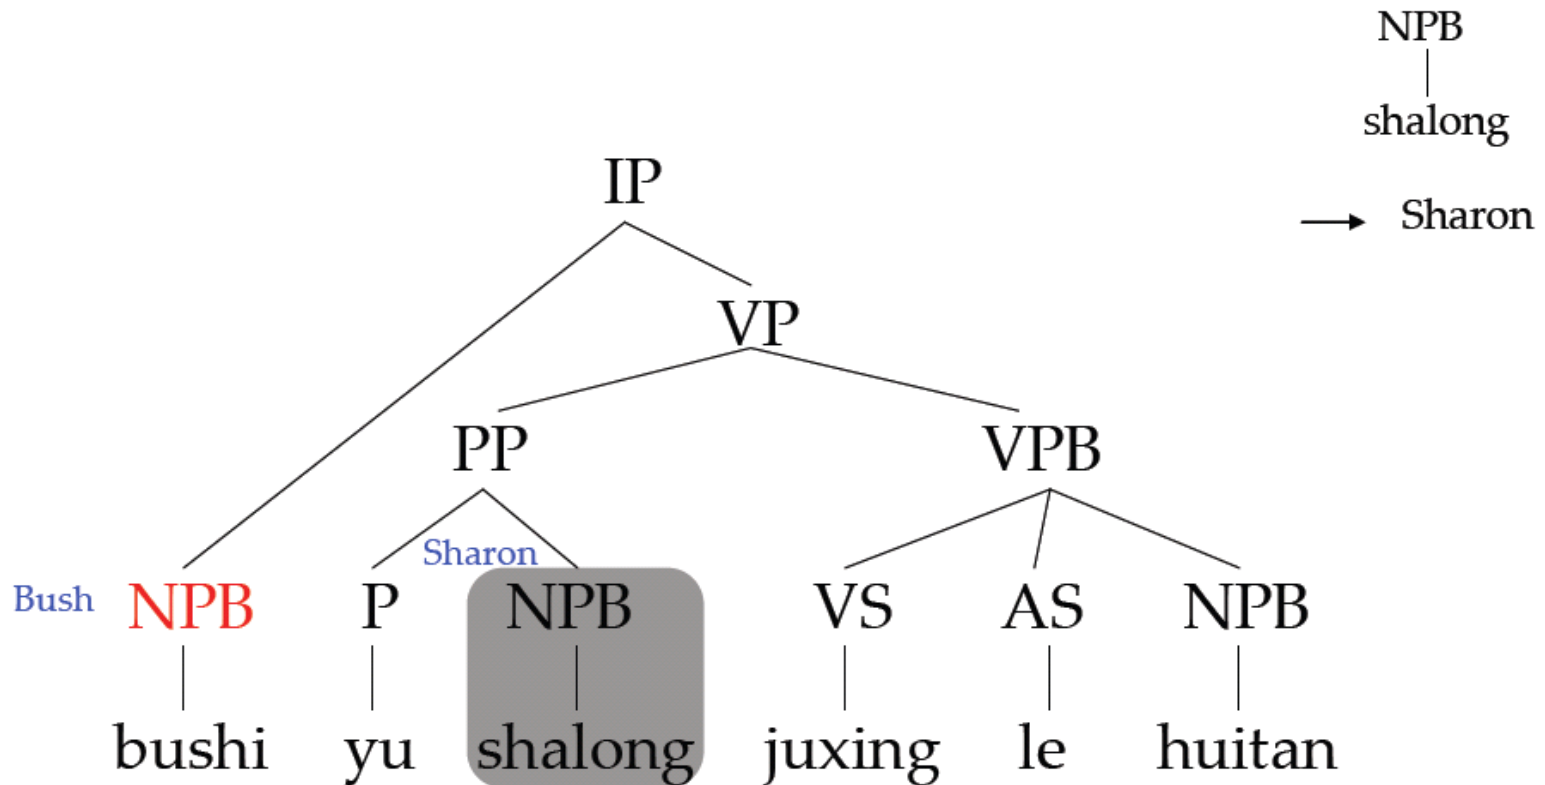 NPB
shalong
→ Sharon
IP
VP
PP VPB
Sharon
Bush NPB P NPB VS AS NPB
bushi yu shalong juxing le huitan